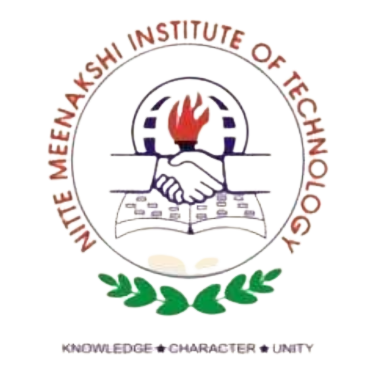 NITTE MEENAKSHI INSTITUTE OF TECHNOLOGY
KNOWLEDGE ★ CHARACTER ★ UNITY